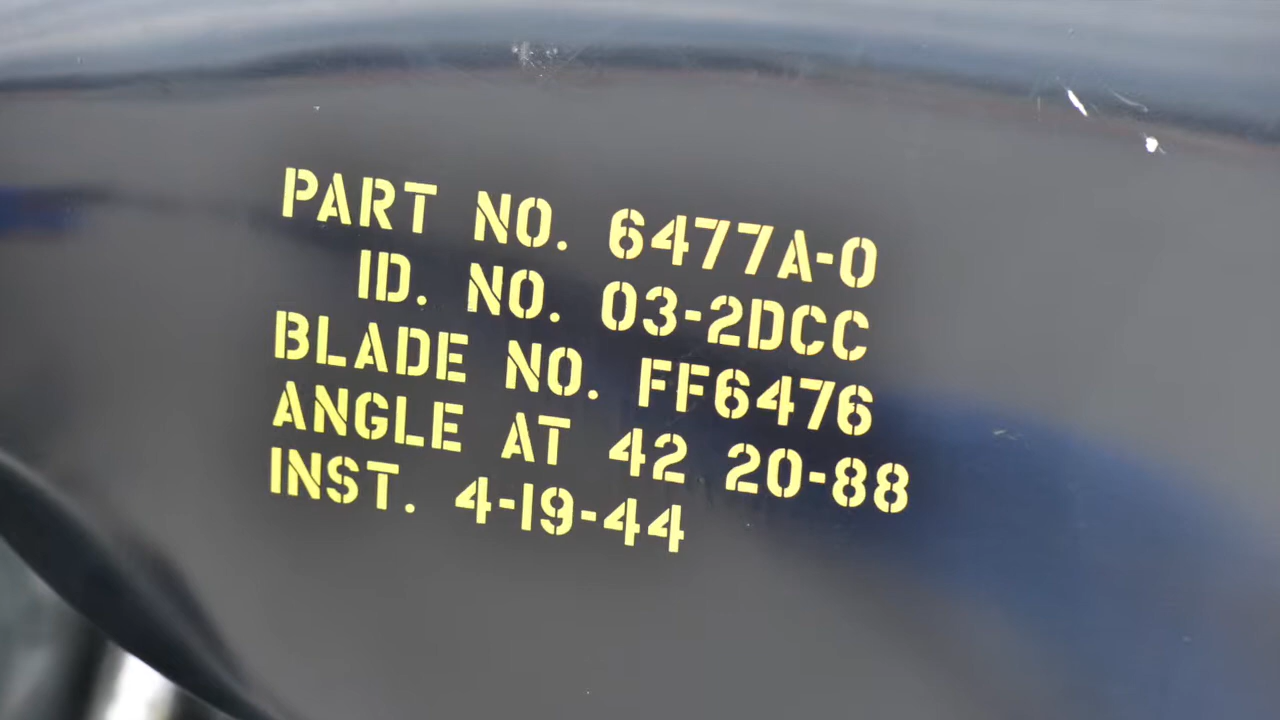 PART NO. 6477A-0
ID. NO. 03-2DCC
BLADE NO. FF6476
ANGLE AT 42 20-88
INST. 4-19-44